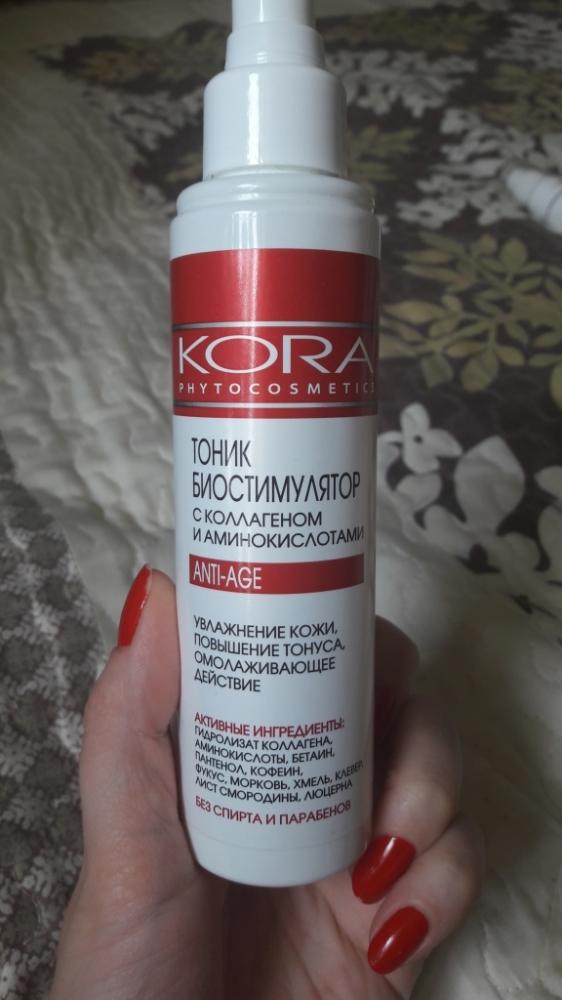 KORA
PHYTOCOSMETICS
ТОНИК
БИОСТИМУЛЯТОР
С КОЛЛАГЕНОМ
И АМИНОКИСЛОТАМИ
ANTI-AGE
УВЛАЖНЕНИЕ КОЖИ,
ПОВЫШЕНИЕ ТОНУСА,
ОМОЛАЖИВАЮЩЕЕ
ДЕЙСТВИЕ
АКТИВНЫЕ ИНГРЕДИЕНТЫ:
ГИДРОЛИЗАТ КОЛЛАГЕНА,
АМИНОКИСЛОТЫ, БЕТАИН,
ПАНТЕНОЛ, КОФЕИН,
ФУКУС, МОРКОВЬ, ХМЕЛЬ, КЛЕВЕР,
ЛИСТ СМОРОДИНЫ, ЛЮЦЕРНА
БЕЗ СПИРТА И ПАРАБЕНОВ